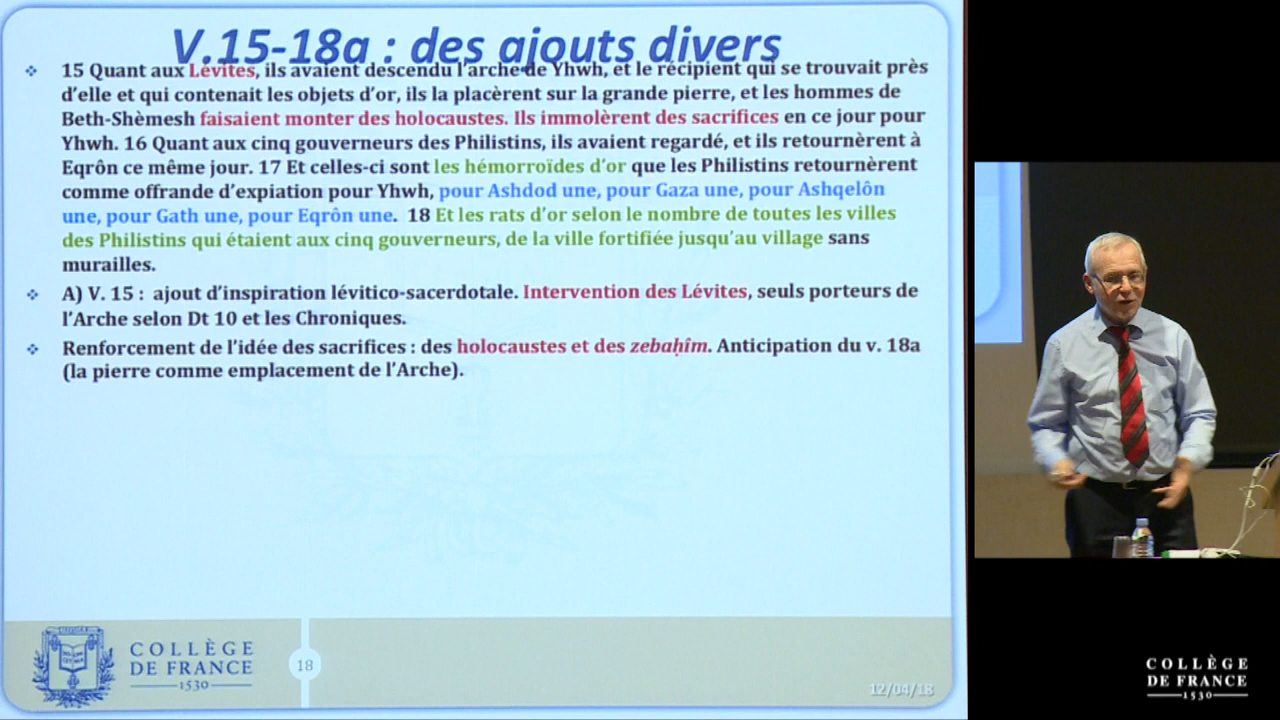 V.15-18a : des ajouts divers
15 Quant aux Lévites, ils avaient descendu l'arche de Yhwh, et le récipient qui se trouvait près
d'elle et qui contenait les objets d'or, ils la placèrent sur la grande pierre, et les hommes de
Beth-Shèmesh faisaient monter des holocaustes. Ils immolèrent des sacrifices en ce jour pour
Yhwh. 16 Quant aux cinq gouverneurs des Philistins, ils avaient regardé, et ils retournèrent à
Eqrôn ce même jour. 17 Et celles-ci sont les hémorroïdes d'or que les Philistins retournèrent
comme offrande d'expiation pour Yhwh, pour Ashdod une, pour Gaza une, pour Ashqelôn
une, pour Gath une, pour Eqrôn une. 18 Et les rats d'or selon le nombre de toutes les villes
des Philistins qui étaient aux cinq gouverneurs, de la ville fortifiée jusqu'au village sans
murailles.
A) V. 15 : ajout d'inspiration lévitico-sacerdotale. Intervention des Lévites, seuls porteurs de
l'Arche selon Dt 10 et les Chroniques.
Renforcement de l'idée des sacrifices : des holocaustes et des zebaḥîm. Anticipation du v. 18a
(la pierre comme emplacement de l'Arche).
COLLÈGE
DE FRANCE
1530
18
12/04/18
COLLÈGE
DE FRANCE
1530